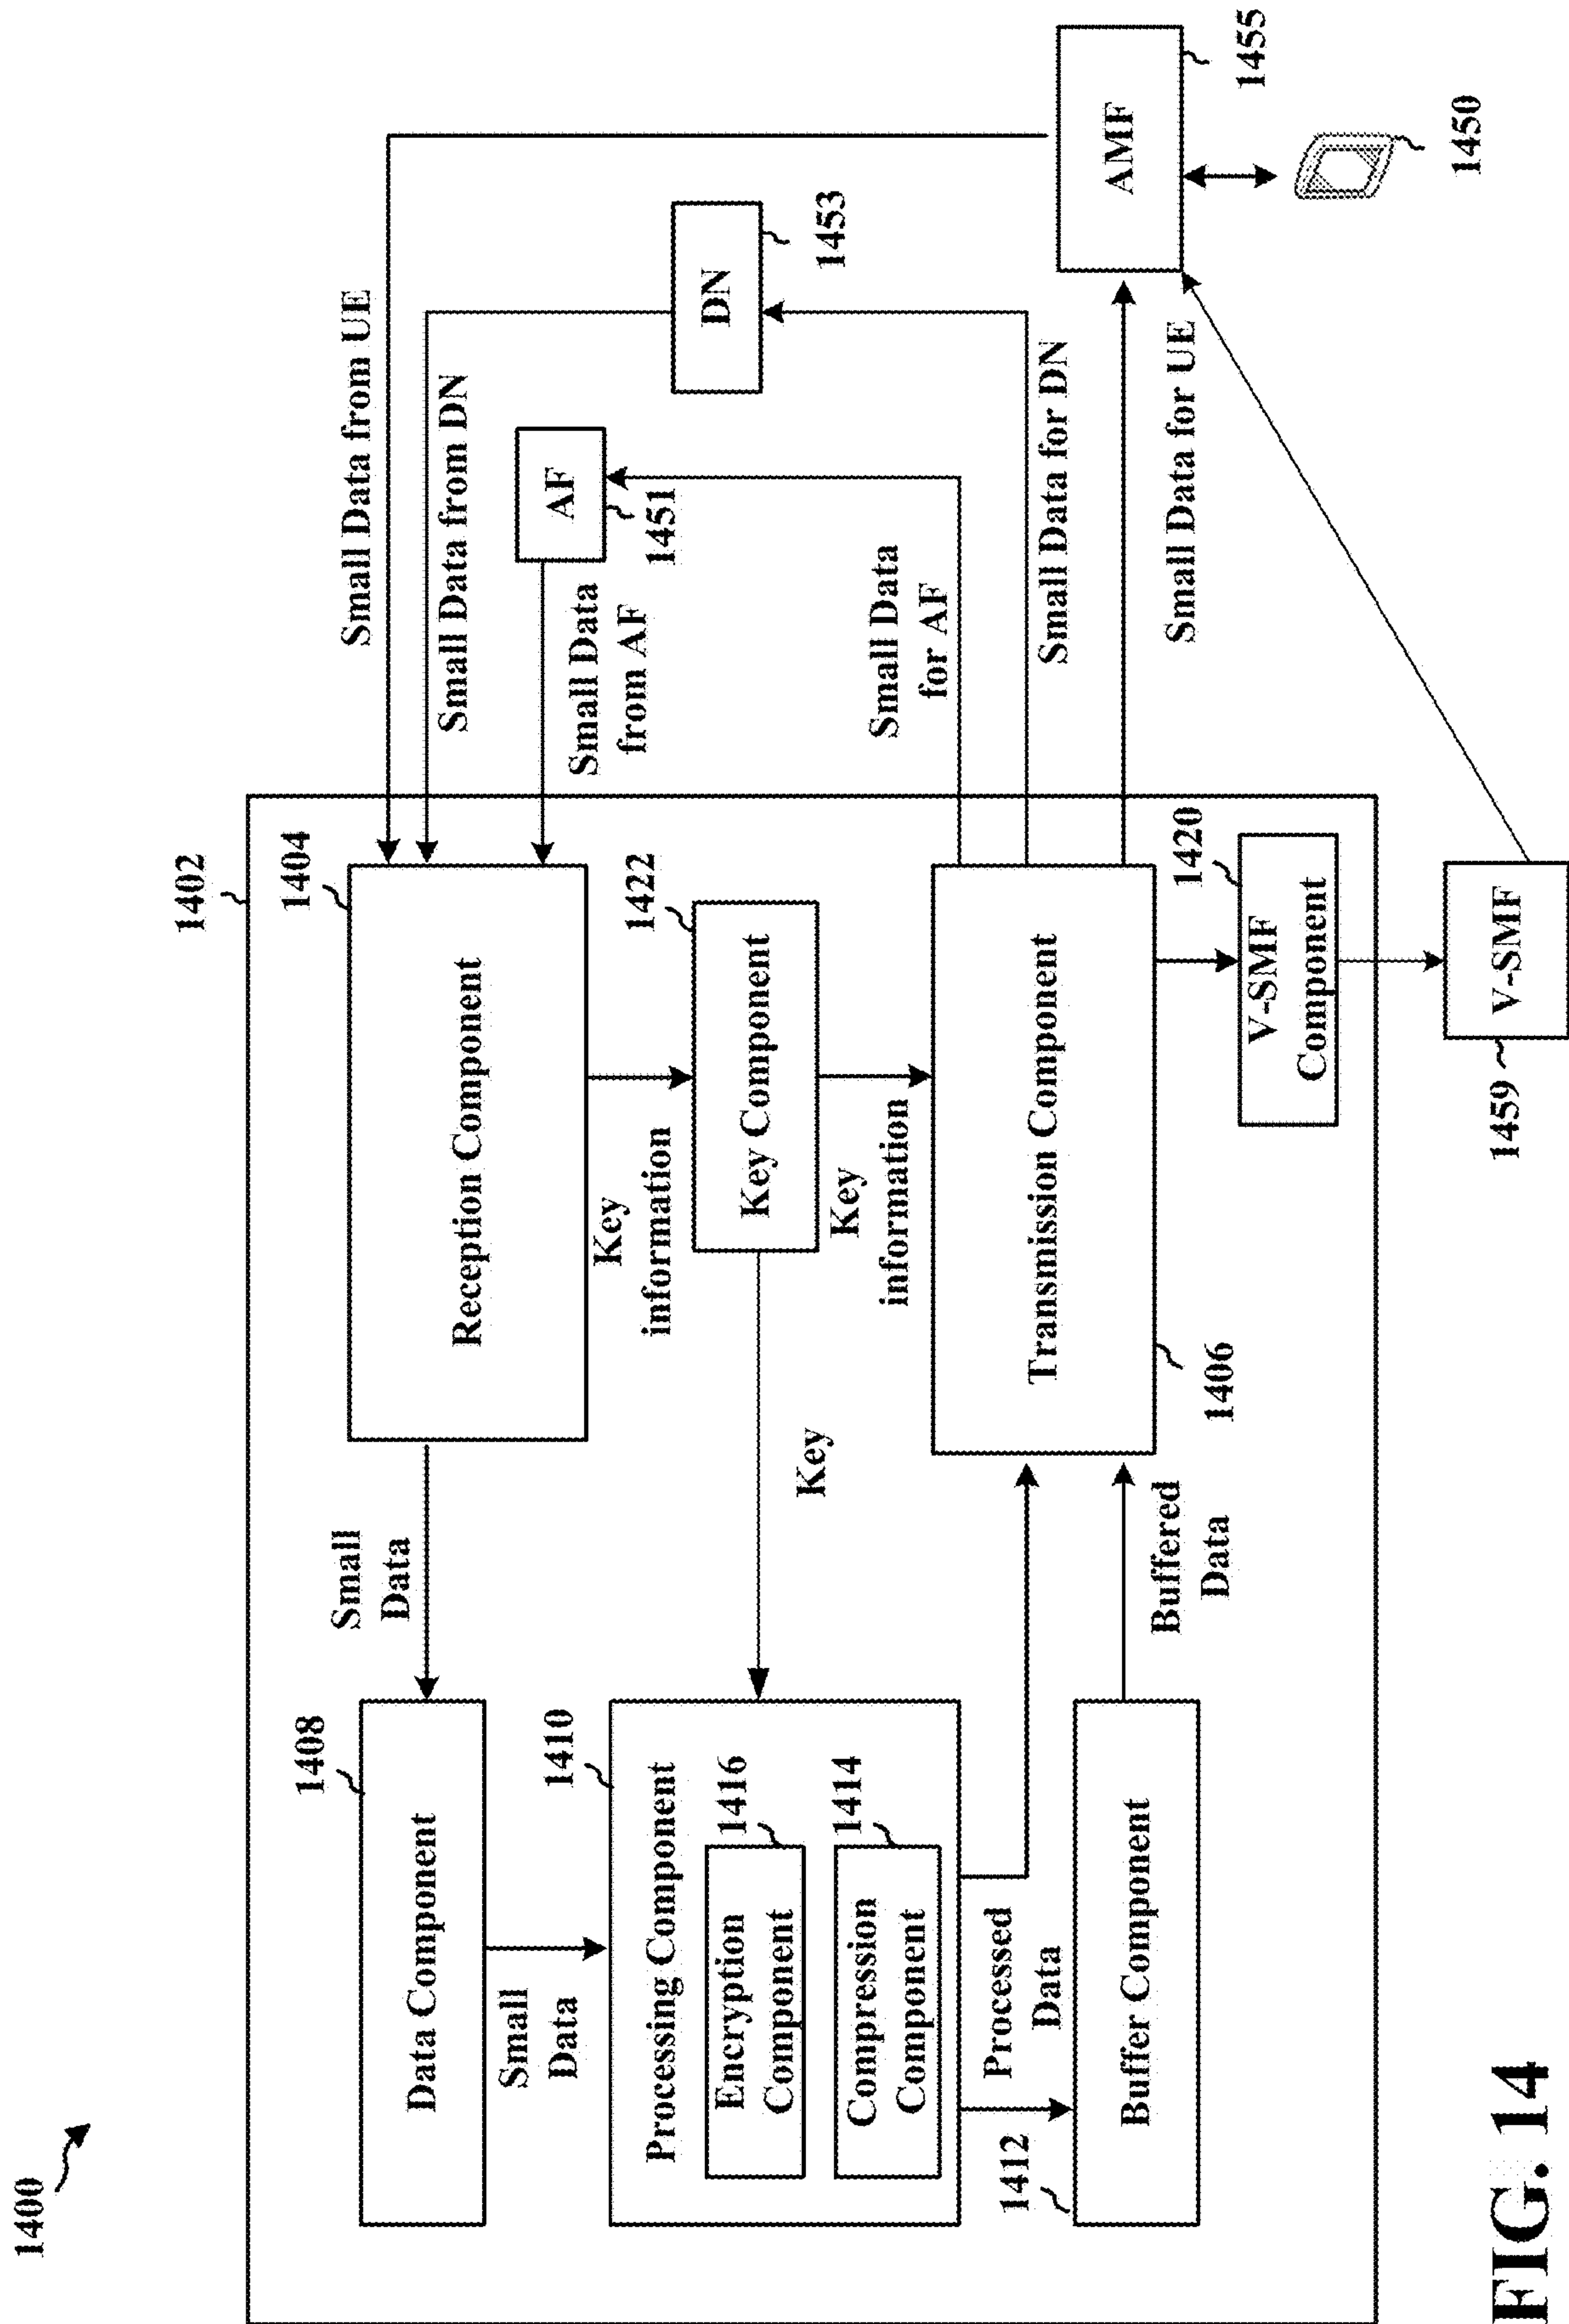 1400
1402
1408
Data Component
Small
Data
1404
Reception Component
Small Data from UE
Small Data from DN
Small Data
from AF
AF
1451
DN
1453
AMF
1455
1450
Small
Data
1410
Processing Component
1416
Encryption
Component
1414
Compression
Component
Key
Key
information
1422
Key Component
Key
information
Small Data
for AF
Small Data for DN
Small Data for UE
Transmission Component
1406
Processed
Data
1412
Buffer Component
Buffered
Data
1420
V-SMF
Component
1459
V-SMF
FIG. 14